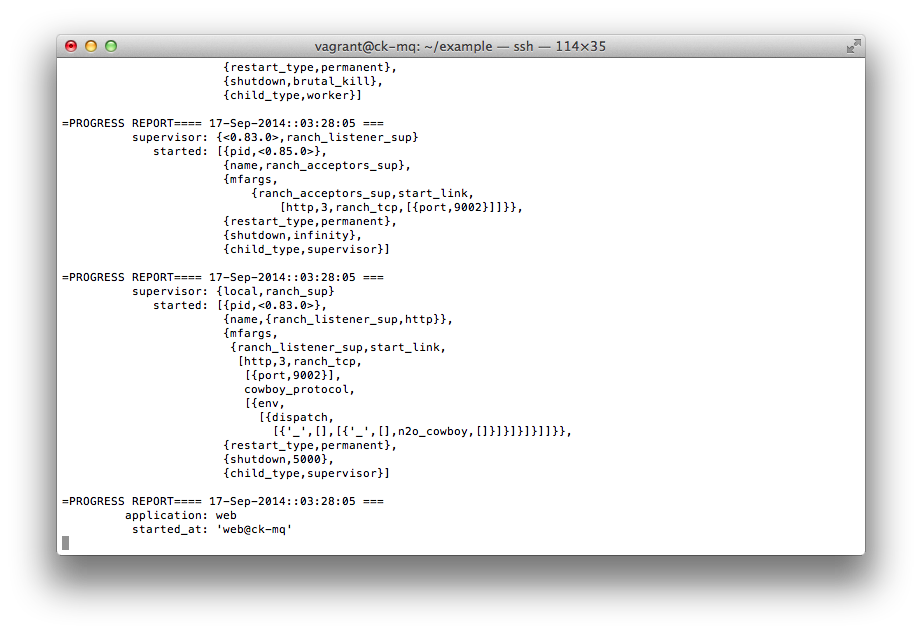 vagrant@ck-mq: ~/example — ssh — 114×35
{restart_type,permanent},
{shutdown,brutal_kill},
{child_type,worker}]
=PROGRESS REPORT==== 17-Sep-2014::03:28:05 ===
supervisor: {<0.83.0>,ranch_listener_sup}
started: [{pid,<0.85.0>},
{name,ranch_acceptors_sup},
{mfargs,
{ranch_acceptors_sup,start_link,
[http,3,ranch_tcp,[{port,9002}]]}},
{restart_type,permanent},
{shutdown,infinity},
{child_type,supervisor}]
=PROGRESS REPORT==== 17-Sep-2014::03:28:05 ===
supervisor: {local,ranch_sup}
started: [{pid,<0.83.0>},
{name,{ranch_listener_sup,http}},
{mfargs,
{ranch_listener_sup,start_link,
[http,3,ranch_tcp,
[{port,9002}],
cowboy_protocol,
[{env,
[{dispatch,
[{'_',[],[{'_',[],n2o_cowboy,[]}]}]}]}]]}},
{restart_type,permanent},
{shutdown,5000},
{child_type,supervisor}]
=PROGRESS REPORT==== 17-Sep-2014::03:28:05 ===
application: web
started_at: 'web@ck-mq'